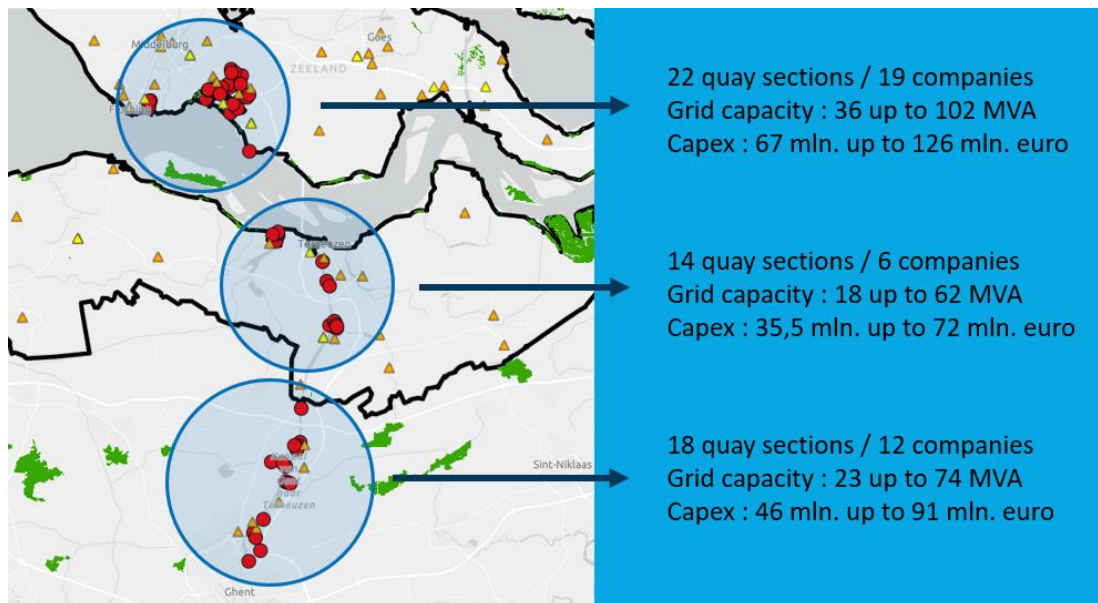 Middelburg
Goes
ZEELAND
22 quay sections / 19 companies
Grid capacity : 36 up to 102 MVA
Capex : 67 mln. up to 126 mln. euro
Terneuzen
14 quay sections / 6 companies
Grid capacity : 18 up to 62 MVA
Capex : 35,5 mln. up to 72 mln. euro
18 quay sections / 12 companies
Grid capacity : 23 up to 74 MVA
Capex : 46 mln. up to 91 mln. euro
Sint-Niklaas
naar
Terneuzen
Ghent